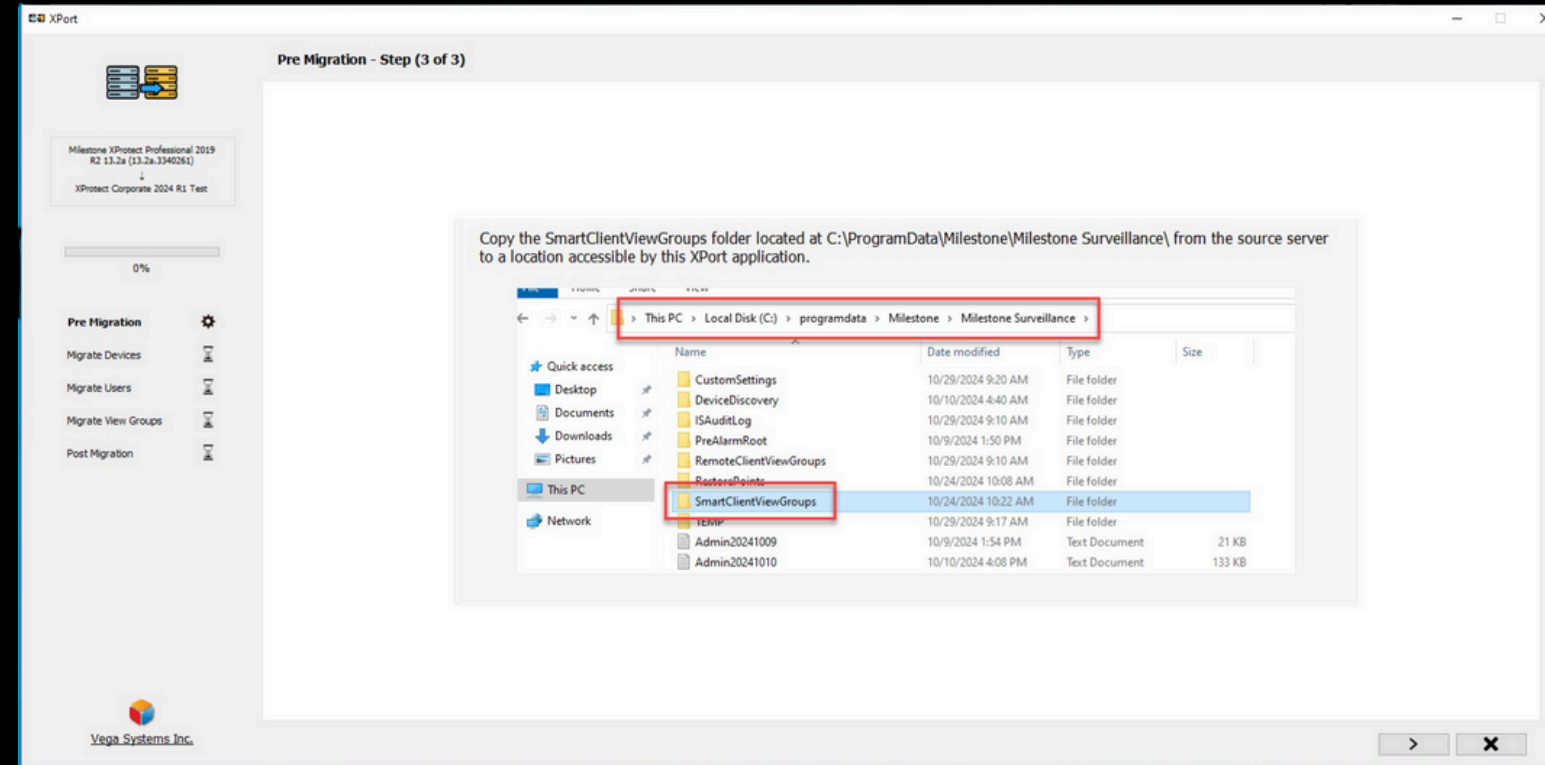 XPort
Pre Migration - Step (3 of 3)
Milestone XProtect Professional 2019
R2 13.2a (13.2a.3340261)
↓
XProtect Corporate 2024 R1 Test
0%
Pre Migration
Migrate Devices
Migrate Users
Migrate View Groups
Post Migration
Vega Systems Inc.
Copy the SmartClientViewGroups folder located at C:\ProgramData\Milestone\Milestone Surveillance\ from the source server
to a location accessible by this XPort application.
File Home Share View
This PC > Local Disk (C:) > programdata > Milestone > Milestone Surveillance >
Name Date modified Type Size
Quick access
Desktop
Documents
Downloads
Pictures
This PC
Network
CustomSettings 10/29/2024 9:20 AM File folder
DeviceDiscovery 10/10/2024 4:40 AM File folder
ISAuditLog 10/29/2024 9:10 AM File folder
PreAlarmRoot 10/9/2024 1:50 PM File folder
RemoteClientViewGroups 10/29/2024 9:10 AM File folder
RestorePoints 10/24/2024 10:08 AM File folder
SmartClientViewGroups 10/24/2024 10:22 AM File folder
TEMP 10/29/2024 9:17 AM File folder
Admin20241009 10/9/2024 1:54 PM Text Document 21 KB
Admin20241010 10/10/2024 4:08 PM Text Document 133 KB